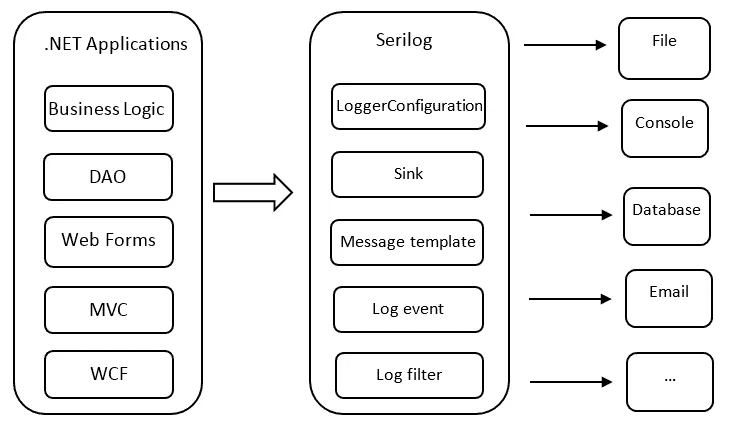 .NET Applications
Business Logic
DAO
Web Forms
MVC
WCF
Serilog
LoggerConfiguration
Sink
Message template
Log event
Log filter
File
Console
Database
Email
...